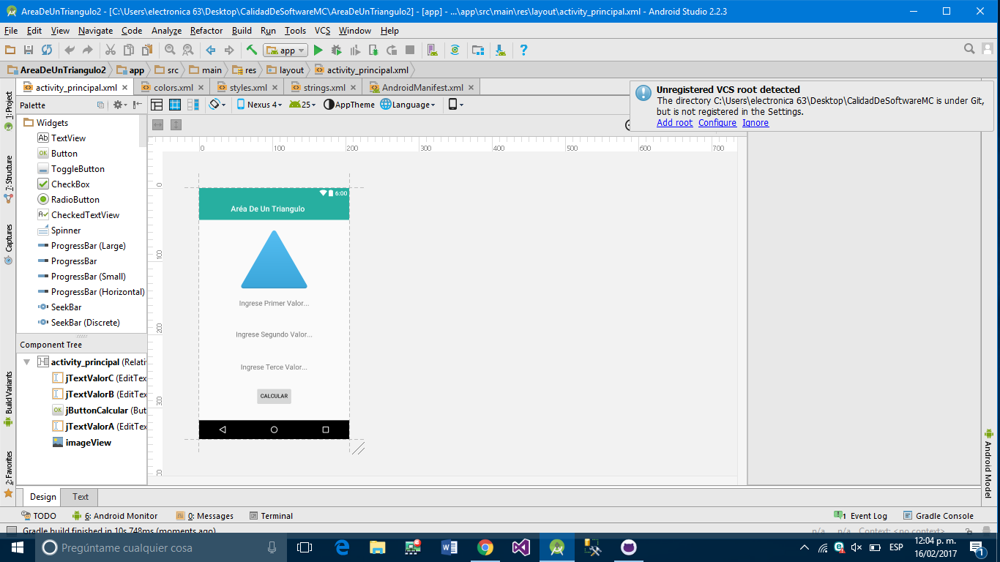 AreaDeUnTriangulo2 - [C:\Users\electronica 63\Desktop\CalidadDeSoftwareMC\AreaDeUnTriangulo2] - [app] - ...\app\src\main\res\layout\activity_principal.xml - Android Studio 2.2.3
File Edit View Navigate Code Analyze Refactor Build Run Tools VCS Window Help
app
AreaDeUnTriangulo2 app src main res layout activity_principal.xml
activity_principal.xml colors.xml styles.xml strings.xml AndroidManifest.xml
Unregistered VCS root detected
The directory C:\Users\electronica 63\Desktop\CalidadDeSoftwareMC is under Git,
but is not registered in the Settings.
Add root Configure Ignore
1: Project
7: Structure
Captures
Build Variants
2: Favorites
Palette
Nexus 4 25 AppTheme Language
Widgets
TextView
Button
ToggleButton
CheckBox
RadioButton
CheckedTextView
Spinner
ProgressBar (Large)
ProgressBar
ProgressBar (Small)
ProgressBar (Horizontal)
SeekBar
SeekBar (Discrete)
Component Tree
activity_principal (Relati
jTextValorC (EditTex
jTextValorB (EditTex
jButtonCalcular (But
jTextValorA (EditTex
imageView
0 100 200 300 400 500 600 700
0
100
200
300
6:00
Aréa De Un Triangulo
Ingrese Primer Valor...
Ingrese Segundo Valor...
Ingrese Terce Valor...
CALCULAR
Android Model
Design Text
TODO 6: Android Monitor 0: Messages Terminal 1 Event Log Gradle Console
Gradle build finished in 10s 748ms (moments ago) n/a n/a Context: <no context>
Pregúntame cualquier cosa
ESP
12:04 p. m.
16/02/2017
1